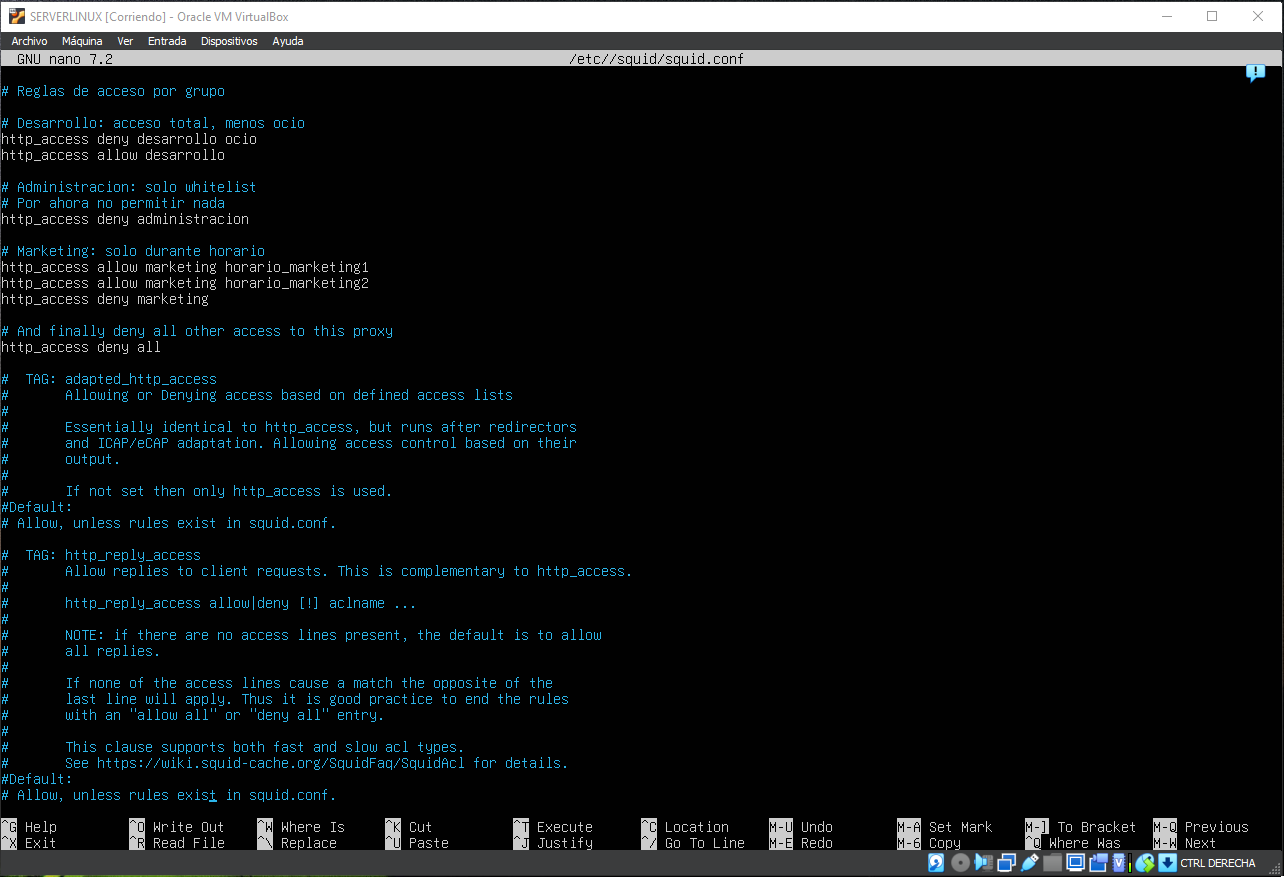 SERVERLINUX [Corriendo] - Oracle VM VirtualBox
Archivo Máquina Ver Entrada Dispositivos Ayuda
GNU nano 7.2 /etc//squid/squid.conf
# Reglas de acceso por grupo
# Desarrollo: acceso total, menos ocio
http_access deny desarrollo ocio
http_access allow desarrollo
# Administracion: solo whitelist
# Por ahora no permitir nada
http_access deny administracion
# Marketing: solo durante horario
http_access allow marketing horario_marketing1
http_access allow marketing horario_marketing2
http_access deny marketing
# And finally deny all other access to this proxy
http_access deny all
#  TAG: adapted_http_access
#       Allowing or Denying access based on defined access lists
#
#       Essentially identical to http_access, but runs after redirectors
#       and ICAP/eCAP adaptation. Allowing access control based on their
#       output.
#
#       If not set then only http_access is used.
#Default:
# Allow, unless rules exist in squid.conf.
#  TAG: http_reply_access
#       Allow replies to client requests. This is complementary to http_access.
#
#       http_reply_access allow|deny [!] aclname ...
#
#       NOTE: if there are no access lines present, the default is to allow
#       all replies.
#
#       If none of the access lines cause a match the opposite of the
#       last line will apply. Thus it is good practice to end the rules
#       with an "allow all" or "deny all" entry.
#
#       This clause supports both fast and slow acl types.
#       See https://wiki.squid-cache.org/SquidFaq/SquidAcl for details.
#Default:
# Allow, unless rules exist in squid.conf.
^G Help ^O Write Out ^W Where Is ^K Cut ^T Execute ^C Location M-U Undo M-A Set Mark M-] To Bracket M-Q Previous
^X Exit ^R Read File ^\ Replace ^U Paste ^J Justify ^/ Go To Line M-E Redo M-6 Copy ^Q Where Was M-W Next
CTRL DERECHA